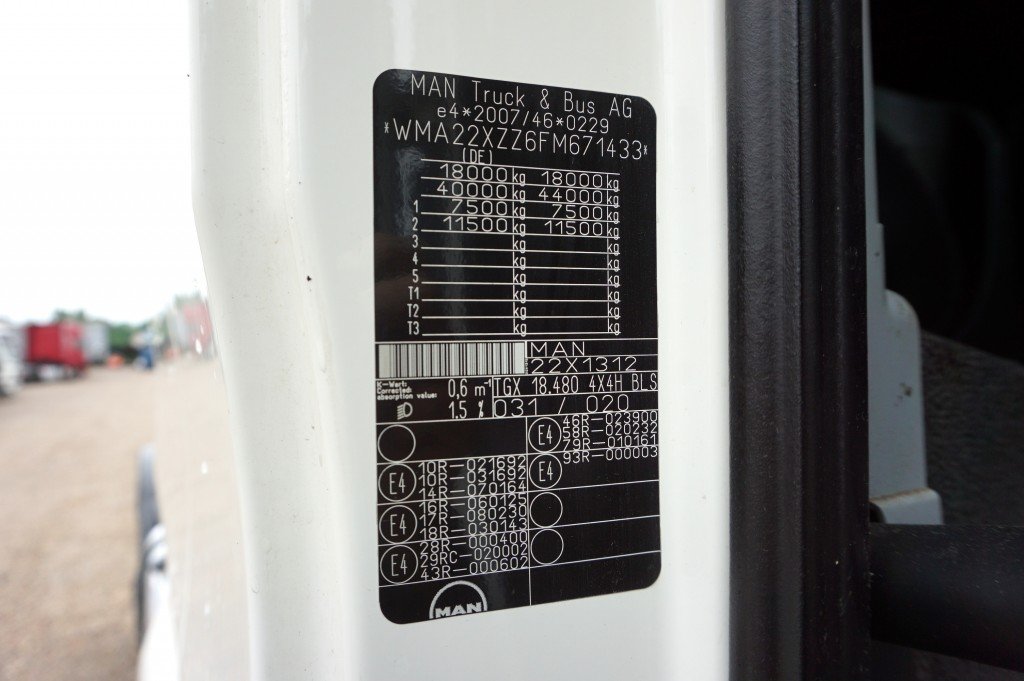 MAN Truck & Bus AG
e4*2007/46*0229
*WMA22XZZ6FM671433*
(DE)
18000 kg 18000 kg
40000 kg 44000 kg
1 7500 kg 7500 kg
2 11500 kg 11500 kg
3 kg kg
4 kg kg
5 kg kg
T1 kg kg
T2 kg kg
T3 kg kg
MAN
22X1312
K-Wert: 0,6 m⁻¹ TGX 18.480 4X4H BLS
Corrected
absorption value:
1.5 % 031 / 020
E4 46R-023900
58R-020232
79R-010161
E4 93R-000003
E4 10R-021692
10R-031692
14R-070164
E4 16R-060125
17R-080230
18R-030143
E4 28R-000400
29RC-020002
43R-000602
MAN